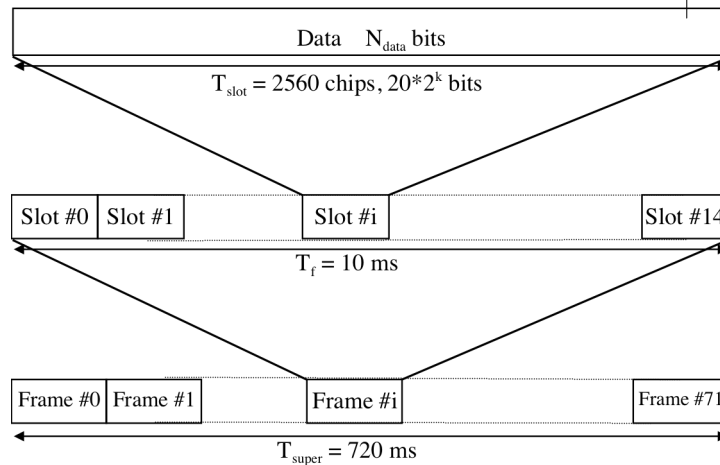 Data N_data bits
T_slot = 2560 chips, 20*2^k bits
Slot #0 Slot #1 Slot #i Slot #14
T_f = 10 ms
Frame #0 Frame #1 Frame #i Frame #71
T_super = 720 ms